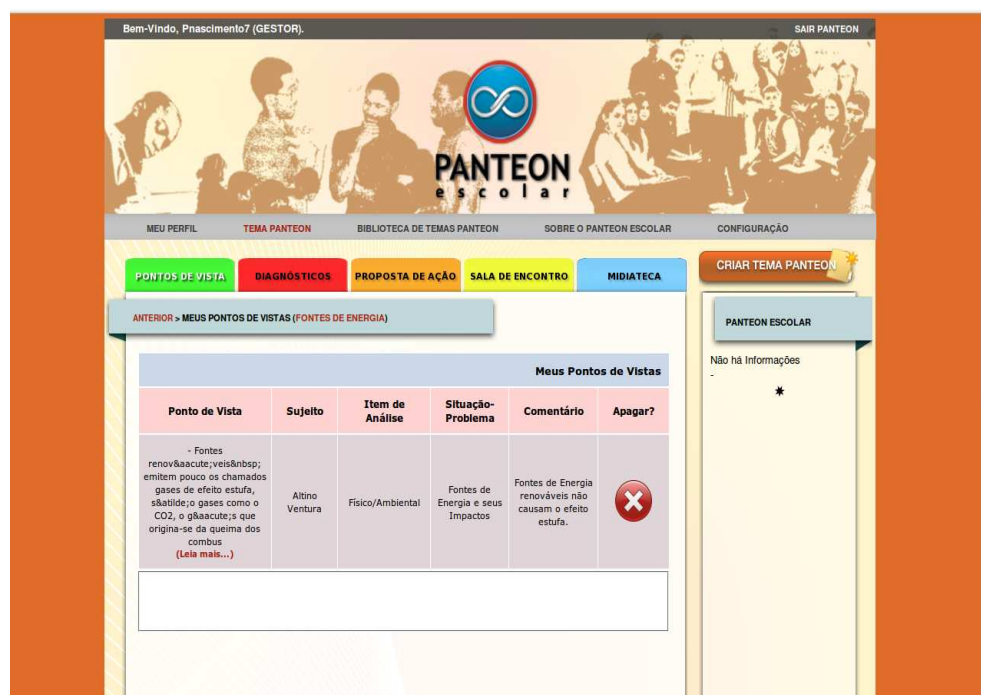 Bem-Vindo, Pnascimento7 (GESTOR).
SAIR PANTEON
PANTEON
escolar
MEU PERFIL
TEMA PANTEON
BIBLIOTECA DE TEMAS PANTEON
SOBRE O PANTEON ESCOLAR
CONFIGURAÇÃO
PONTOS DE VISTA
DIAGNÓSTICOS
PROPOSTA DE AÇÃO
SALA DE ENCONTRO
MIDIATECA
CRIAR TEMA PANTEON
ANTERIOR > MEUS PONTOS DE VISTAS (FONTES DE ENERGIA)
PANTEON ESCOLAR
Não há Informações
-
Meus Pontos de Vistas
Ponto de Vista
Sujeito
Item de
Análise
Situação-
Problema
Comentário
Apagar?
- Fontes
renov&aacute;veis&nbsp;
emitem pouco os chamados
gases de efeito estufa,
s&atilde;o gases como o
CO2, o g&aacute;s que
origina-se da queima dos
combus
(Leia mais...)
Altino
Ventura
Físico/Ambiental
Fontes de
Energia e seus
Impactos
Fontes de Energia
renováveis não
causam o efeito
estufa.